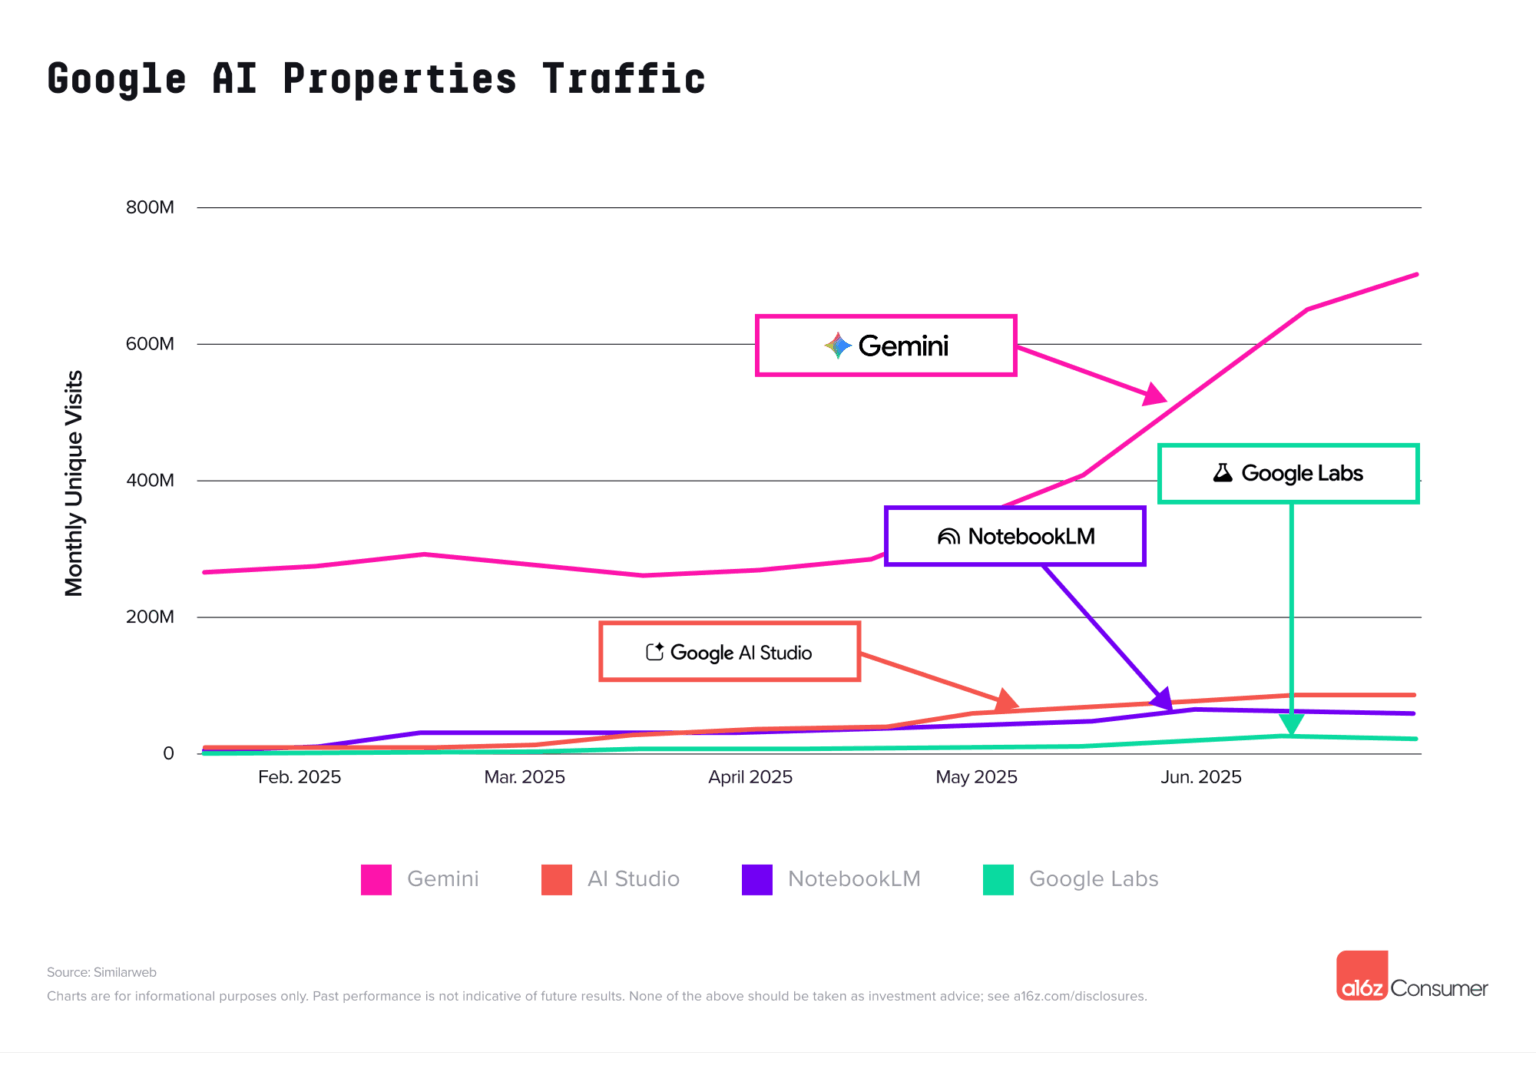 Google AI Properties Traffic
Monthly Unique Visits
800M
600M
400M
200M
0
Gemini
Google Labs
NotebookLM
Google AI Studio
Feb. 2025
Mar. 2025
April 2025
May 2025
Jun. 2025
Gemini
AI Studio
NotebookLM
Google Labs
Source: Similarweb
Charts are for informational purposes only. Past performance is not indicative of future results. None of the above should be taken as investment advice; see a16z.com/disclosures.
a16z Consumer